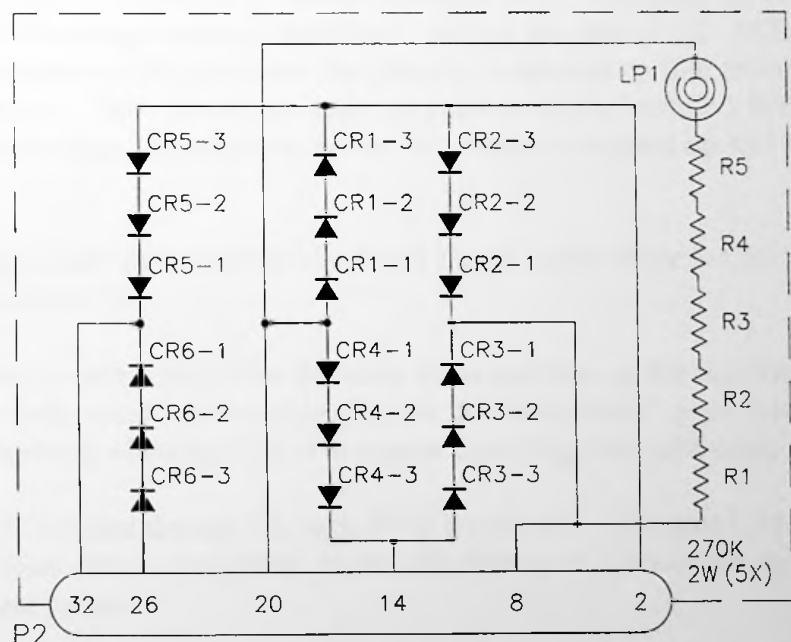 LP1
CR5-3 CR1-3 CR2-3
R5
CR5-2 CR1-2 CR2-2
R4
CR5-1 CR1-1 CR2-1
R3
CR6-1 CR4-1 CR3-1
R2
CR6-2 CR4-2 CR3-2
CR6-3 CR4-3 CR3-3
R1
270K
2W (5X)
32 26 20 14 8 2
P2